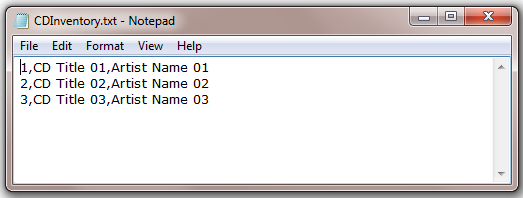 CDInventory.txt - Notepad
File Edit Format View Help
1,CD Title 01,Artist Name 01
2,CD Title 02,Artist Name 02
3,CD Title 03,Artist Name 03